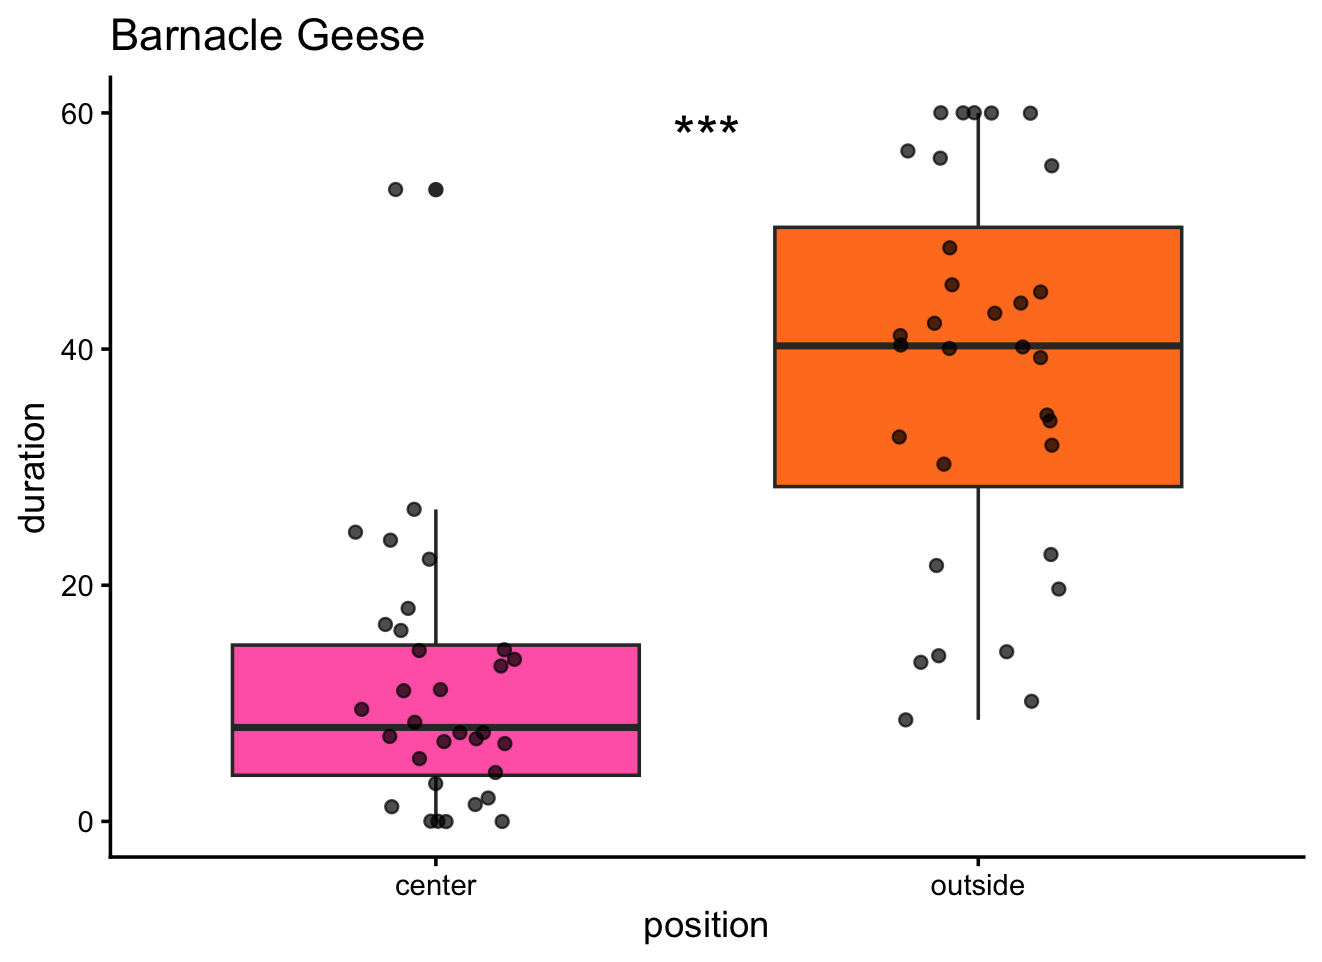 Barnacle Geese
60
***
40
20
0
duration
center
outside
position